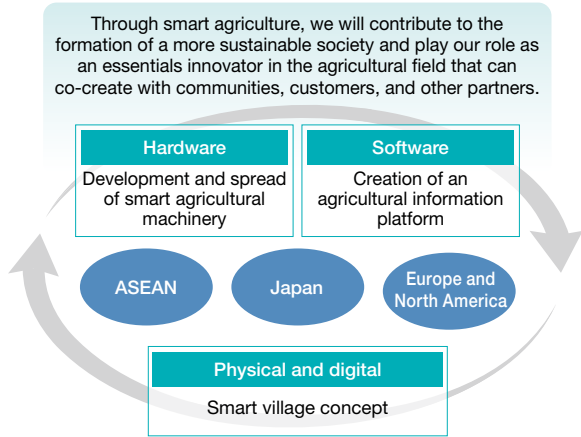 Through smart agriculture, we will contribute to the
formation of a more sustainable society and play our role as
an essentials innovator in the agricultural field that can
co-create with communities, customers, and other partners.
Hardware
Development and spread
of smart agricultural
machinery
Software
Creation of an
agricultural information
platform
ASEAN
Japan
Europe and
North America
Physical and digital
Smart village concept